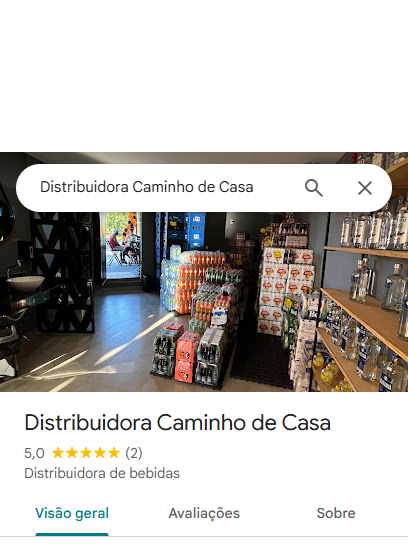 Distribuidora Caminho de Casa
Distribuidora Caminho de Casa
5,0 ★★★★★ (2)
Distribuidora de bebidas
Visão geral
Avaliações
Sobre